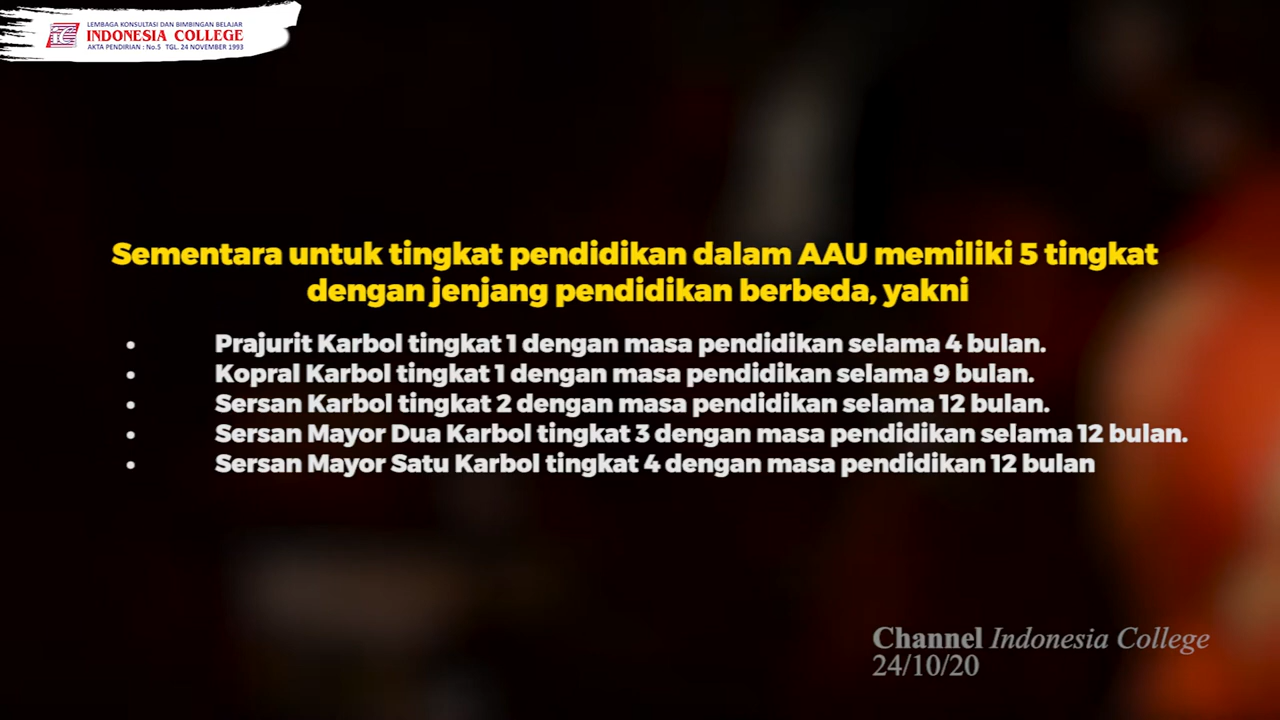 LEMBAGA KONSULTASI DAN BIMBINGAN BELAJAR
INDONESIA COLLEGE
AKTA PENDIRIAN : No.5 TGL. 24 NOVEMBER 1993
Sementara untuk tingkat pendidikan dalam AAU memiliki 5 tingkat
dengan jenjang pendidikan berbeda, yakni
• Prajurit Karbol tingkat 1 dengan masa pendidikan selama 4 bulan.
• Kopral Karbol tingkat 1 dengan masa pendidikan selama 9 bulan.
• Sersan Karbol tingkat 2 dengan masa pendidikan selama 12 bulan.
• Sersan Mayor Dua Karbol tingkat 3 dengan masa pendidikan selama 12 bulan.
• Sersan Mayor Satu Karbol tingkat 4 dengan masa pendidikan 12 bulan
Channel Indonesia College
24/10/20